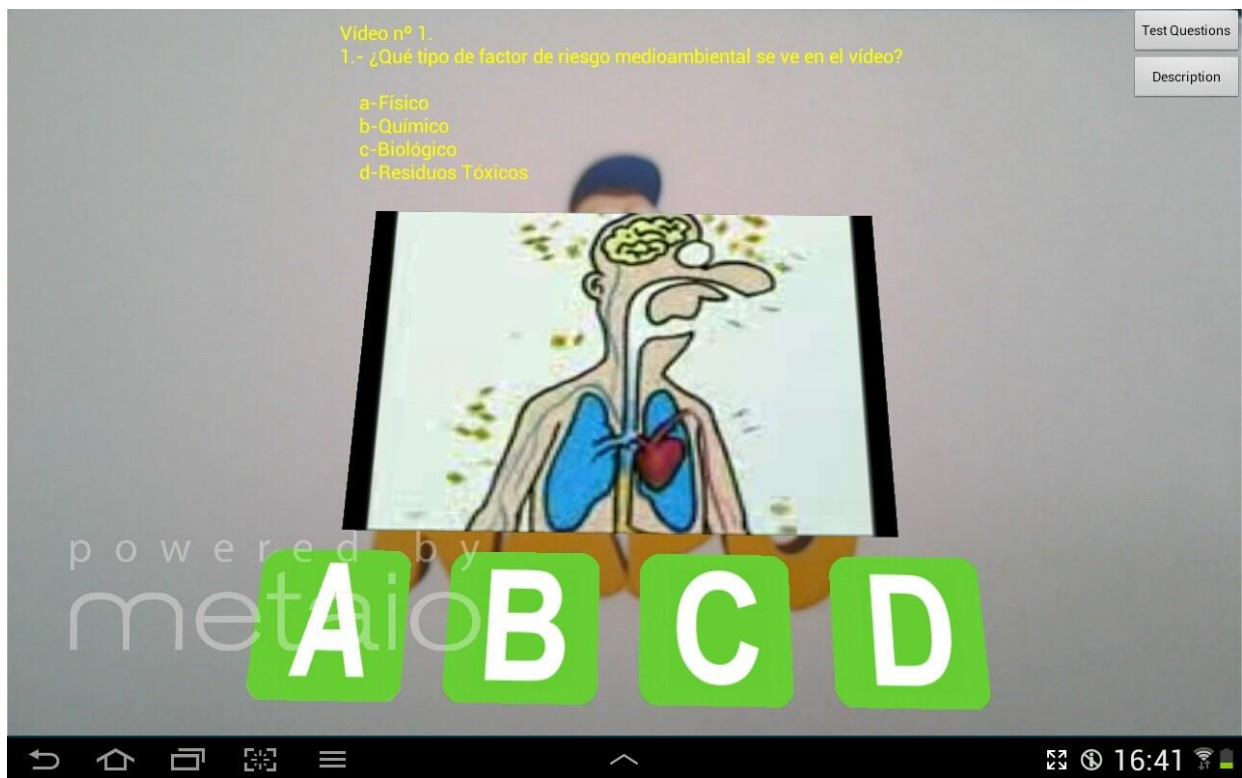 Vídeo nº 1.
1.- ¿Qué tipo de factor de riesgo medioambiental se ve en el vídeo?
a-Físico
b-Químico
c-Biológico
d-Residuos Tóxicos
Test Questions
Description
powered by
metaio
A B C D
16:41